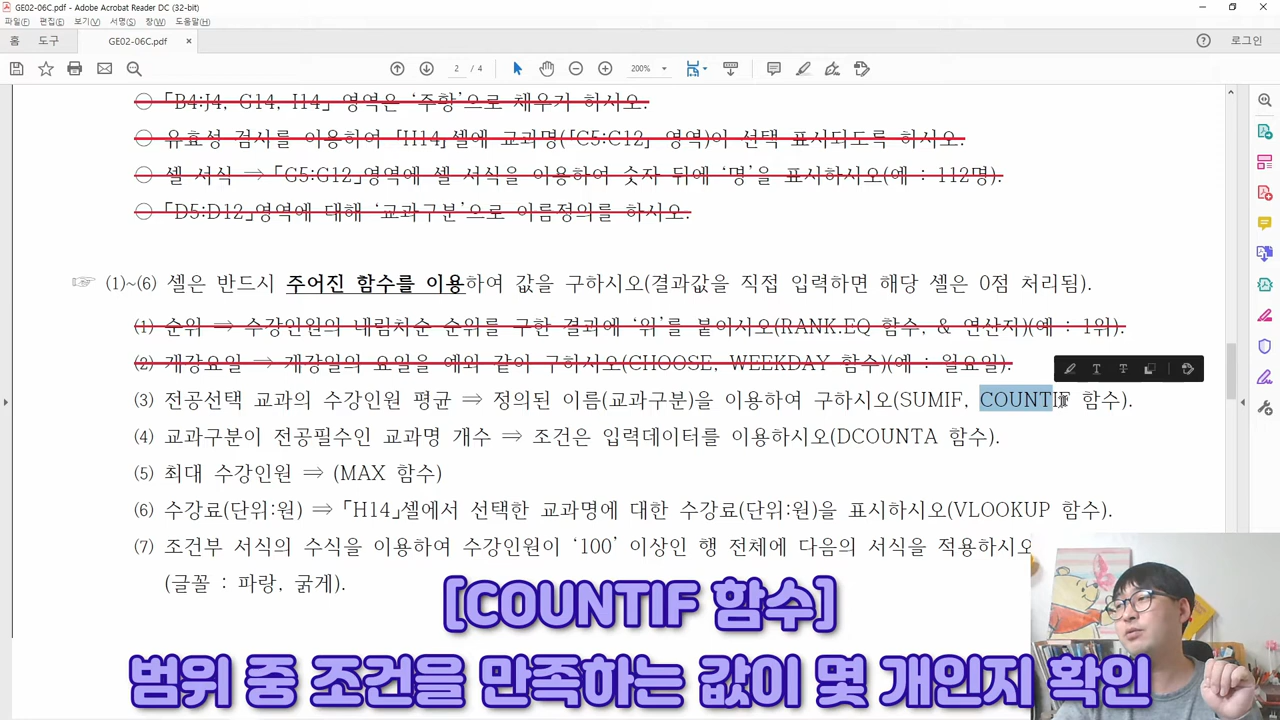 GE02-06C.pdf - Adobe Acrobat Reader DC (32-bit)
파일(F) 편집(E) 보기(V) 서명(S) 창(W) 도움말(H)
홈 도구 GE02-06C.pdf × 로그인
2 / 4 200%
○ 「B4:J4, G14, I14」 영역은 ‘주황’으로 채우기 하시오.
○ 유효성 검사를 이용하여 「H14」셀에 교과명(「C5:C12」 영역)이 선택 표시되도록 하시오.
○ 셀 서식 ⇒ 「G5:G12」영역에 셀 서식을 이용하여 숫자 뒤에 ‘명’을 표시하시오(예 : 112명).
○ 「D5:D12」영역에 대해 ‘교과구분’으로 이름정의를 하시오.
☞ (1)~(6) 셀은 반드시 주어진 함수를 이용하여 값을 구하시오(결과값을 직접 입력하면 해당 셀은 0점 처리됨).
(1) 순위 ⇒ 수강인원의 내림차순 순위를 구한 결과에 ‘위’를 붙이시오(RANK.EQ 함수, & 연산자)(예 : 1위).
(2) 개강요일 ⇒ 개강일의 요일을 예와 같이 구하시오(CHOOSE, WEEKDAY 함수)(예 : 월요일).
(3) 전공선택 교과의 수강인원 평균 ⇒ 정의된 이름(교과구분)을 이용하여 구하시오(SUMIF, COUNTIF 함수).
(4) 교과구분이 전공필수인 교과명 개수 ⇒ 조건은 입력데이터를 이용하시오(DCOUNTA 함수).
(5) 최대 수강인원 ⇒ (MAX 함수)
(6) 수강료(단위:원) ⇒ 「H14」셀에서 선택한 교과명에 대한 수강료(단위:원)을 표시하시오(VLOOKUP 함수).
(7) 조건부 서식의 수식을 이용하여 수강인원이 ‘100’ 이상인 행 전체에 다음의 서식을 적용하시오
(글꼴 : 파랑, 굵게).
[COUNTIF 함수]
범위 중 조건을 만족하는 값이 몇 개인지 확인